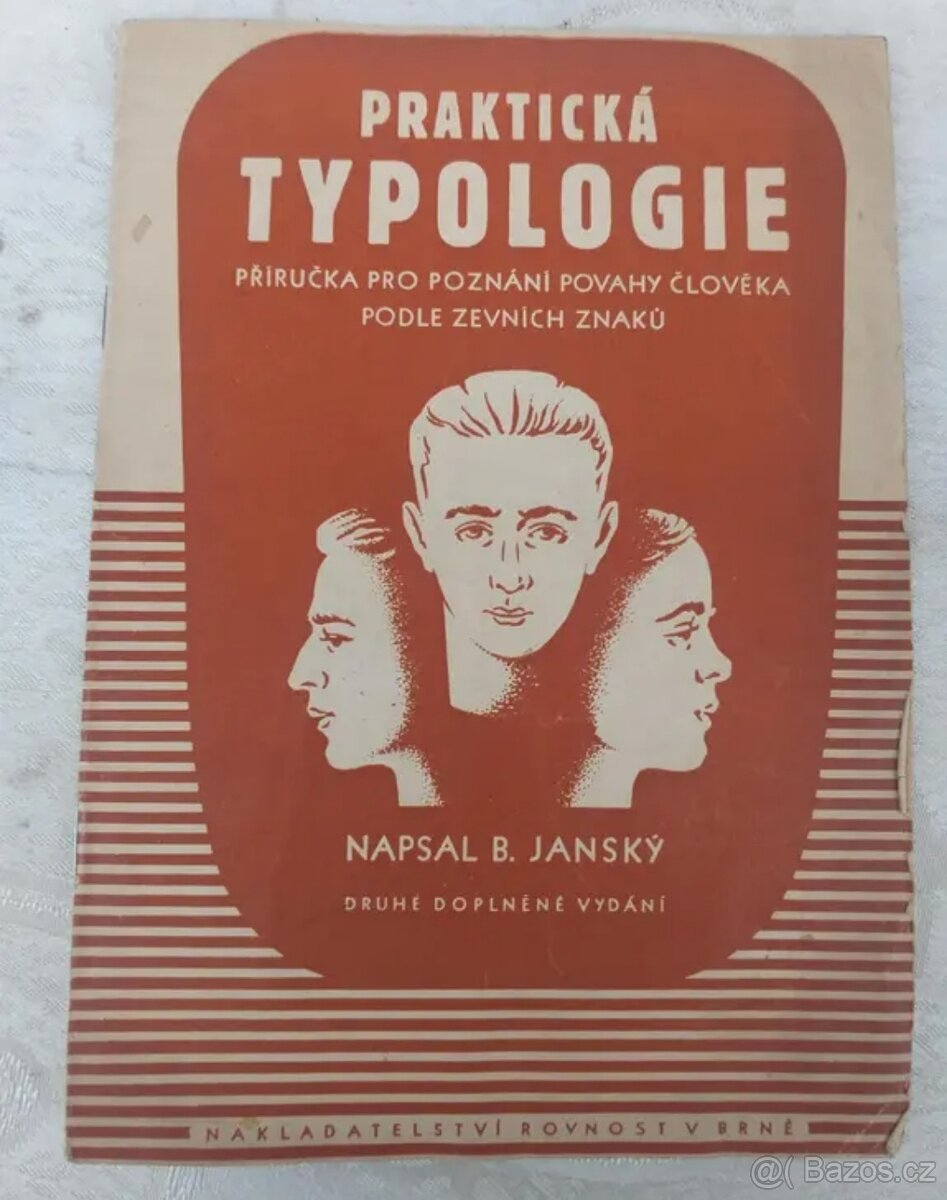 PRAKTICKÁ
TYPOLOGIE
PŘÍRUČKA PRO POZNÁNÍ POVAHY ČLOVĚKA
PODLE ZEVNÍCH ZNAKŮ
NAPSAL B. JANSKÝ
DRUHÉ DOPLNĚNÉ VYDÁNÍ
NAKLADATELSTVÍ ROVNOST V BRNĚ
@( Bazos.cz